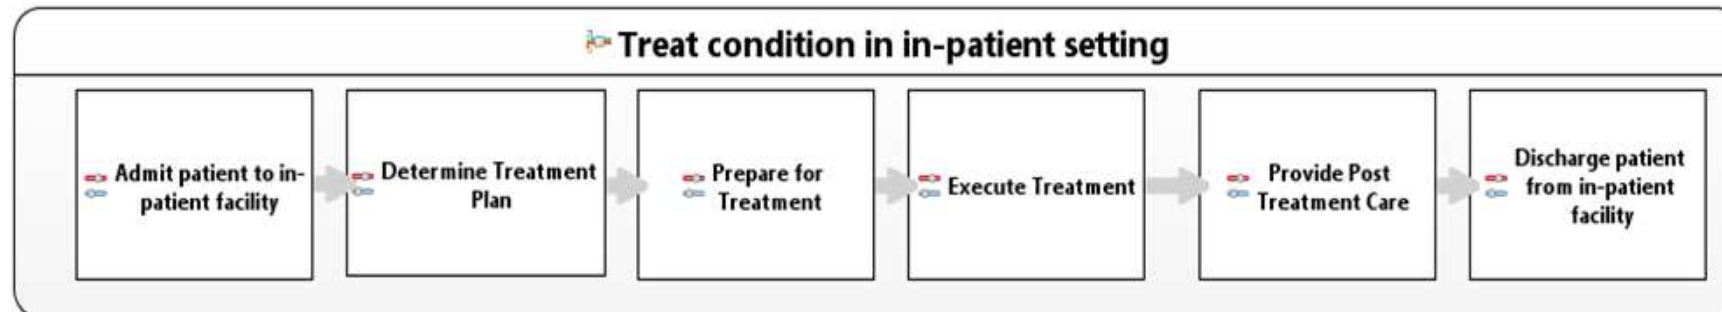 Treat condition in in-patient setting
Admit patient to in-
patient facility
Determine Treatment
Plan
Prepare for
Treatment
Execute Treatment
Provide Post
Treatment Care
Discharge patient
from in-patient
facility